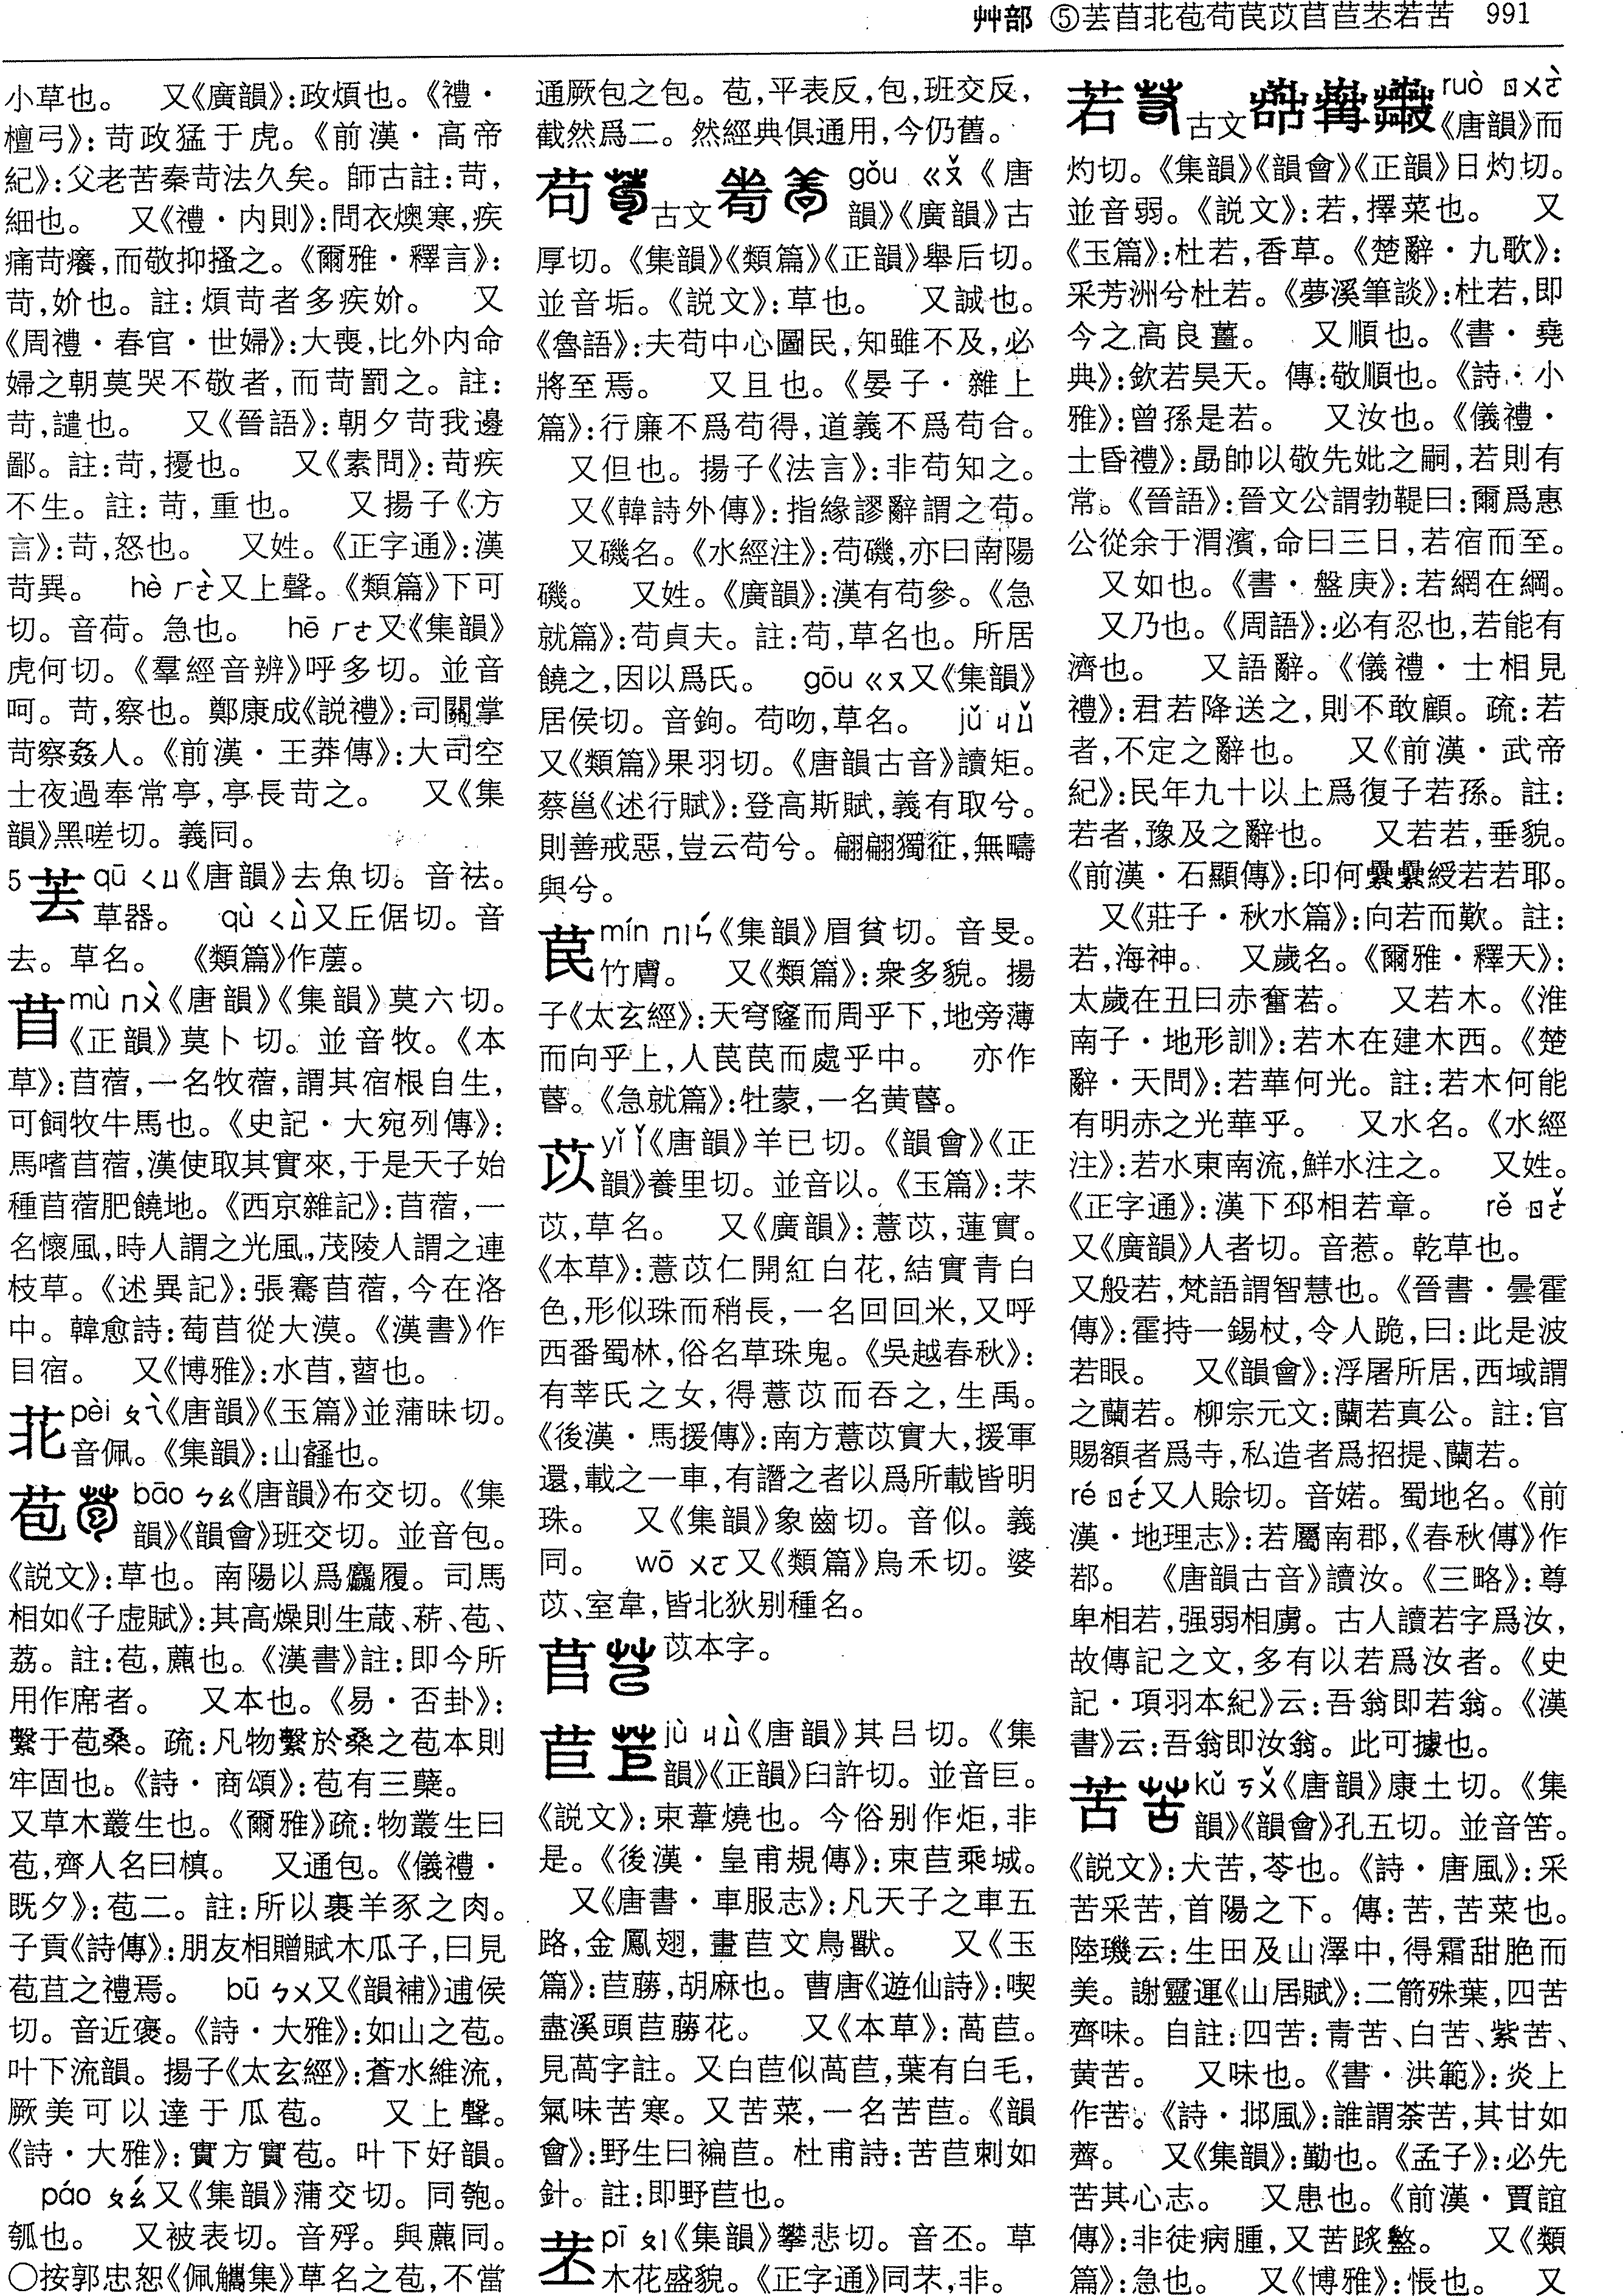 艸部 ⑤芺苜苝苞苟苠苡苢苣苤若苦 991
小草也。 又《廣韻》:政煩也。《禮·
檀弓》:苛政猛于虎。《前漢·高帝
紀》:父老苦秦苛法久矣。師古註:苛,
細也。 又《禮·内則》:問衣燠寒,疾
痛苛癢,而敬抑搔之。《爾雅·釋言》:
苛,妎也。註:煩苛者多疾妎。 又
《周禮·春官·世婦》:大喪,比外内命
婦之朝莫哭不敬者,而苛罰之。註:
苛,譴也。 又《晉語》:朝夕苛我邊
鄙。註:苛,擾也。 又《素問》:苛疾
不生。註:苛,重也。 又揚子《方
言》:苛,怒也。 又姓。《正字通》:漢
苛異。 hè ㄏㄜˋ又上聲。《類篇》下可
切。音荷。急也。 hē ㄏㄜ又《集韻》
虎何切。《羣經音辨》呼多切。並音
呵。苛,察也。鄭康成《説禮》:司關掌
苛察姦人。《前漢·王莽傳》:大司空
士夜過奉常亭,亭長苛之。 又《集
韻》黑嗟切。義同。
5 qū ㄑㄩ《唐韻》去魚切。音祛。
草器。 qù ㄑㄩˋ又丘倨切。音
去。草名。 《類篇》作蔖。
苜 mù ㄇㄨˋ《唐韻》《集韻》莫六切。
《正韻》莫卜切。並音牧。《本
草》:苜蓿,一名牧蓿,謂其宿根自生,
可飼牧牛馬也。《史記·大宛列傳》:
馬嗜苜蓿,漢使取其實來,于是天子始
種苜蓿肥饒地。《西京雜記》:苜蓿,一
名懷風,時人謂之光風,茂陵人謂之連
枝草。《述異記》:張騫苜蓿,今在洛
中。韓愈詩:萄苜從大漠。《漢書》作
目宿。 又《博雅》:水苜,䔬也。
苝 pèi ㄆㄟˋ《唐韻》《玉篇》並蒲昧切。
音佩。《集韻》:山䪥也。
苞 bāo ㄅㄠ《唐韻》布交切。《集
韻》《韻會》班交切。並音包。
《説文》:草也。南陽以爲麤履。司馬
相如《子虚賦》:其高燥則生葴、菥、苞、
荔。註:苞,藨也。《漢書》註:即今所
用作席者。 又本也。《易·否卦》:
繫于苞桑。疏:凡物繫於桑之苞本則
牢固也。《詩·商頌》:苞有三蘖。
又草木叢生也。《爾雅》疏:物叢生曰
苞,齊人名曰槙。 又通包。《儀禮·
既夕》:苞二。註:所以裹羊豕之肉。
子貢《詩傳》:朋友相贈賦木瓜子,曰見
苞苴之禮焉。 bū ㄅㄨ又《韻補》逋侯
切。音近裒。《詩·大雅》:如山之苞。
叶下流韻。揚子《太玄經》:蒼水維流,
厥美可以達于瓜苞。 又上聲。
《詩·大雅》:實方實苞。叶下好韻。
páo ㄆㄠˊ又《集韻》蒲交切。同匏。
瓠也。 又被表切。音殍。與藨同。
○按郭忠恕《佩觿集》草名之苞,不當
通厥包之包。苞,平表反,包,班交反,
截然爲二。然經典俱通用,今仍舊。
苟 古文 gǒu ㄍㄡˇ《唐
韻》《廣韻》古
厚切。《集韻》《類篇》《正韻》舉后切。
並音垢。《説文》:草也。 又誠也。
《魯語》:夫苟中心圖民,知雖不及,必
將至焉。 又且也。《晏子·雜上
篇》:行廉不爲苟得,道義不爲苟合。
又但也。揚子《法言》:非苟知之。
又《韓詩外傳》:指緣謬辭謂之苟。
又磯名。《水經注》:苟磯,亦曰南陽
磯。 又姓。《廣韻》:漢有苟參。《急
就篇》:苟貞夫。註:苟,草名也。所居
饒之,因以爲氏。 gōu ㄍㄡ又《集韻》
居侯切。音鉤。苟吻,草名。 jǔ ㄐㄩˇ
又《類篇》果羽切。《唐韻古音》讀矩。
蔡邕《述行賦》:登高斯賦,義有取兮。
則善戒惡,豈云苟兮。翩翩獨征,無疇
與兮。
苠 mín ㄇㄧㄣˊ《集韻》眉貧切。音旻。
竹膚。 又《類篇》:衆多貌。揚
子《太玄經》:天穹窿而周乎下,地旁薄
而向乎上,人苠苠而處乎中。 亦作
䔨。《急就篇》:牡蒙,一名黄䔨。
苡 yǐ ㄧˇ《唐韻》羊已切。《韻會》《正
韻》養里切。並音以。《玉篇》:芣
苡,草名。 又《廣韻》:薏苡,蓮實。
《本草》:薏苡仁開紅白花,結實青白
色,形似珠而稍長,一名回回米,又呼
西番蜀林,俗名草珠鬼。《吳越春秋》:
有莘氏之女,得薏苡而吞之,生禹。
《後漢·馬援傳》:南方薏苡實大,援軍
還,載之一車,有譖之者以爲所載皆明
珠。 又《集韻》象齒切。音似。義
同。 wō ㄨㄛ又《類篇》烏禾切。婆
苡、室韋,皆北狄别種名。
苢 苡本字。
苣 jù ㄐㄩˋ《唐韻》其吕切。《集
韻》《正韻》臼許切。並音巨。
《説文》:束葦燒也。今俗别作炬,非
是。《後漢·皇甫規傳》:束苣乘城。
又《唐書·車服志》:凡天子之車五
路,金鳳翅,畫苣文鳥獸。 又《玉
篇》:苣蕂,胡麻也。曹唐《遊仙詩》:喫
盡溪頭苣蕂花。 又《本草》:萵苣。
見萵字註。又白苣似萵苣,葉有白毛,
氣味苦寒。又苦菜,一名苦苣。《韻
會》:野生曰褊苣。杜甫詩:苦苣刺如
針。註:即野苣也。
苤 pī ㄆㄧ《集韻》攀悲切。音丕。草
木花盛貌。《正字通》同芣,非。
若 古文 ruò ㄖㄨㄛˋ
《唐韻》而
灼切。《集韻》《韻會》《正韻》日灼切。
並音弱。《説文》:若,擇菜也。 又
《玉篇》:杜若,香草。《楚辭·九歌》:
采芳洲兮杜若。《夢溪筆談》:杜若,即
今之高良薑。 又順也。《書·堯
典》:欽若昊天。傳:敬順也。《詩·小
雅》:曾孫是若。 又汝也。《儀禮·
士昏禮》:勗帥以敬先妣之嗣,若則有
常。《晉語》:晉文公謂勃鞮曰:爾爲惠
公從余于渭濱,命曰三日,若宿而至。
又如也。《書·盤庚》:若網在綱。
又乃也。《周語》:必有忍也,若能有
濟也。 又語辭。《儀禮·士相見
禮》:君若降送之,則不敢顧。疏:若
者,不定之辭也。 又《前漢·武帝
紀》:民年九十以上爲復子若孫。註:
若者,豫及之辭也。 又若若,垂貌。
《前漢·石顯傳》:印何纍纍綬若若耶。
又《莊子·秋水篇》:向若而歎。註:
若,海神。 又歲名。《爾雅·釋天》:
太歲在丑曰赤奮若。 又若木。《淮
南子·地形訓》:若木在建木西。《楚
辭·天問》:若華何光。註:若木何能
有明赤之光華乎。 又水名。《水經
注》:若水東南流,鮮水注之。 又姓。
《正字通》:漢下邳相若章。 rě ㄖㄜˇ
又《廣韻》人者切。音惹。乾草也。
又般若,梵語謂智慧也。《晉書·曇霍
傳》:霍持一錫杖,令人跪,曰:此是波
若眼。 又《韻會》:浮屠所居,西域謂
之蘭若。柳宗元文:蘭若真公。註:官
賜額者爲寺,私造者爲招提、蘭若。
ré ㄖㄜˊ又人賒切。音婼。蜀地名。《前
漢·地理志》:若屬南郡,《春秋傳》作
鄀。 《唐韻古音》讀汝。《三略》:尊
卑相若,强弱相虜。古人讀若字爲汝,
故傳記之文,多有以若爲汝者。《史
記·項羽本紀》云:吾翁即若翁。《漢
書》云:吾翁即汝翁。此可據也。
苦 kǔ ㄎㄨˇ《唐韻》康土切。《集
韻》《韻會》孔五切。並音筈。
《説文》:大苦,苓也。《詩·唐風》:采
苦采苦,首陽之下。傳:苦,苦菜也。
陸璣云:生田及山澤中,得霜甜脆而
美。謝靈運《山居賦》:二箭殊葉,四苦
齊味。自註:四苦:青苦、白苦、紫苦、
黄苦。 又味也。《書·洪範》:炎上
作苦。《詩·邶風》:誰謂荼苦,其甘如
薺。 又《集韻》:勤也。《孟子》:必先
苦其心志。 又患也。《前漢·賈誼
傳》:非徒病腫,又苦𨂂盭。 又《類
篇》:急也。 又《博雅》:悵也。 又